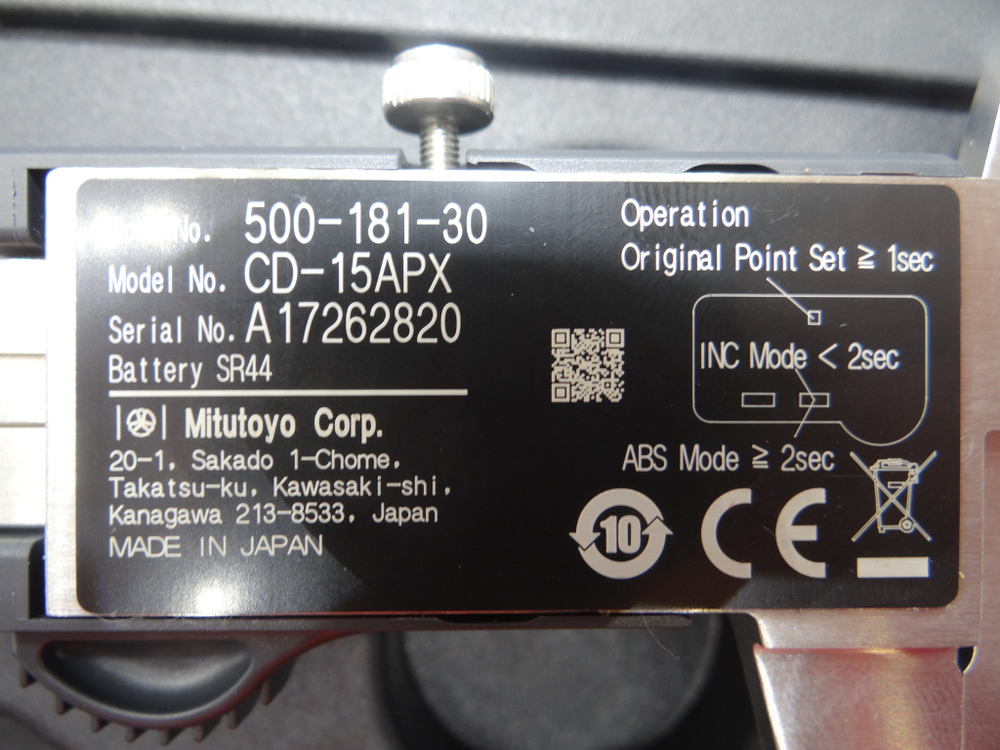 No. 500-181-30
Model No. CD-15APX
Serial No. A17262820
Battery SR44
Mitutoyo Corp.
20-1, Sakado 1-Chome,
Takatsu-ku, Kawasaki-shi,
Kanagawa 213-8533, Japan
MADE IN JAPAN
Operation
Original Point Set ≧ 1sec
INC Mode < 2sec
ABS Mode ≧ 2sec
10
CE